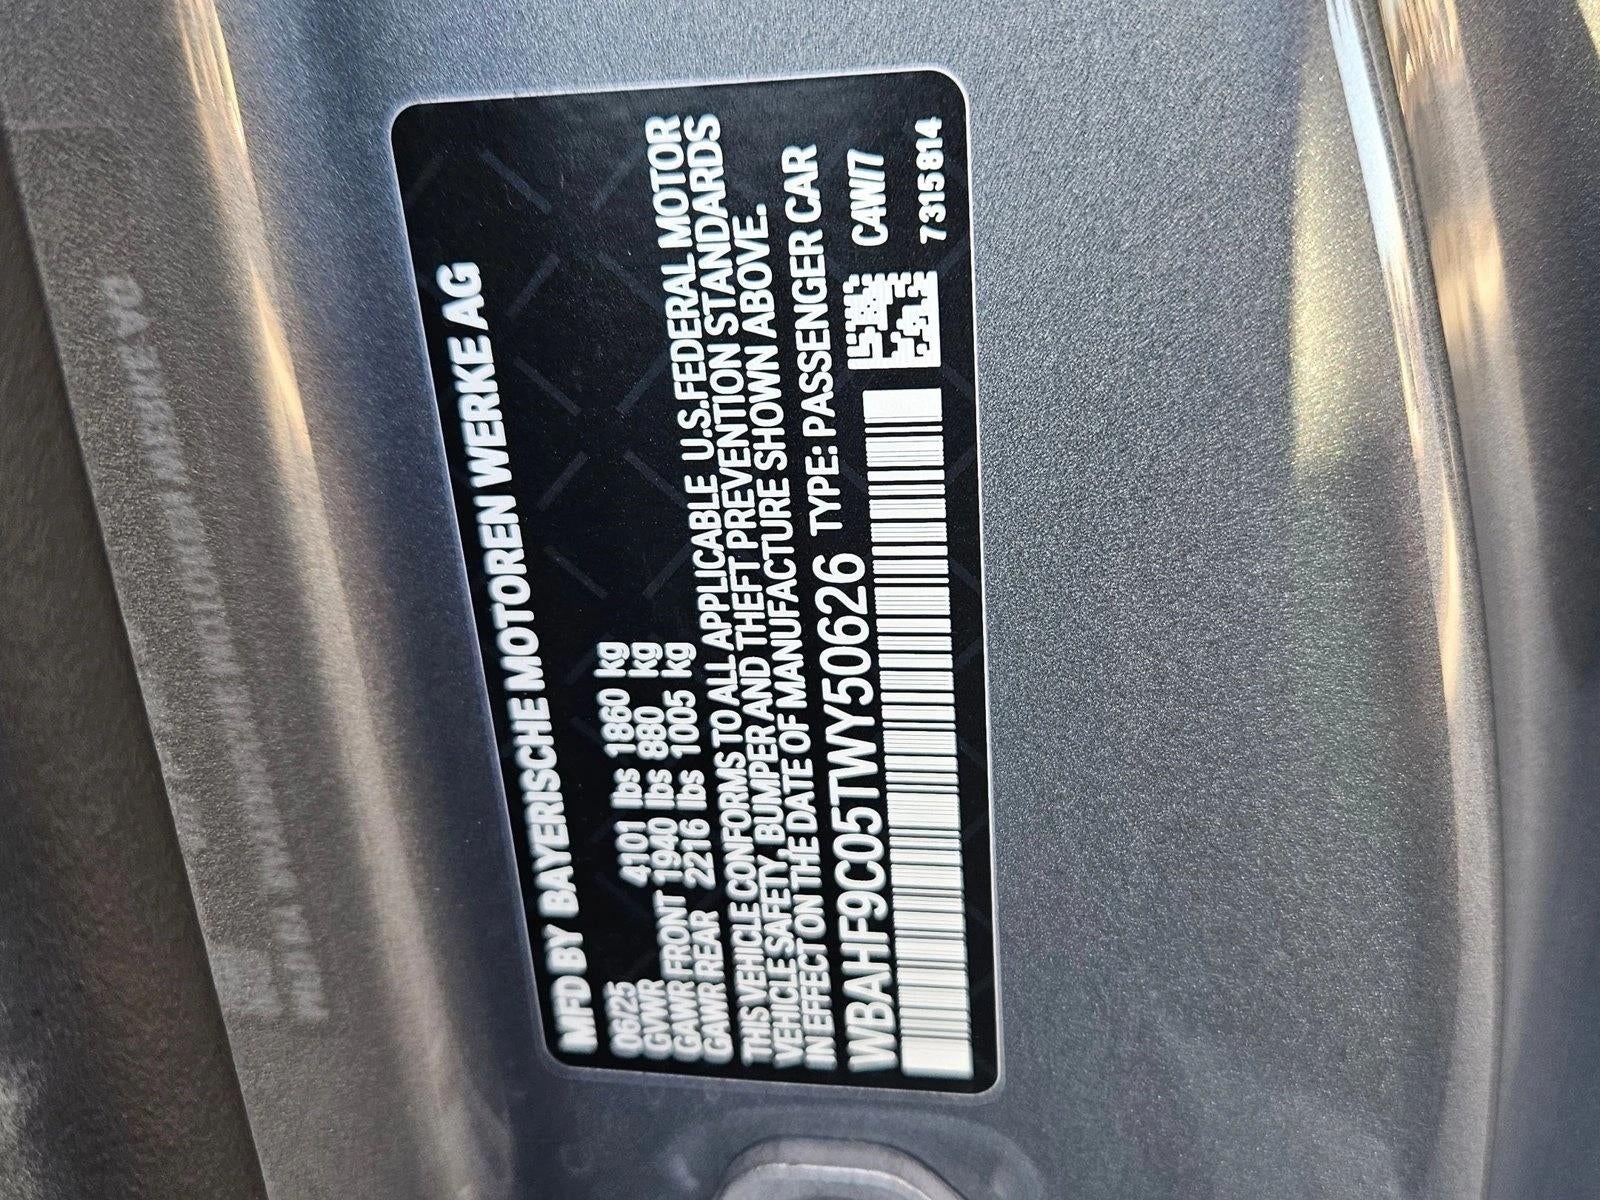 MFD BY BAYERISCHE MOTOREN WERKE AG
06/25
GVWR 4101 lbs 1860 kg
GAWR FRONT 1940 lbs 880 kg
GAWR REAR 2216 lbs 1005 kg
THIS VEHICLE CONFORMS TO ALL APPLICABLE U.S.FEDERAL MOTOR
VEHICLE SAFETY, BUMPER AND THEFT PREVENTION STANDARDS
IN EFFECT ON THE DATE OF MANUFACTURE SHOWN ABOVE.
WBAHF9C05TWY50626 TYPE: PASSENGER CAR
C4W/7
7315814